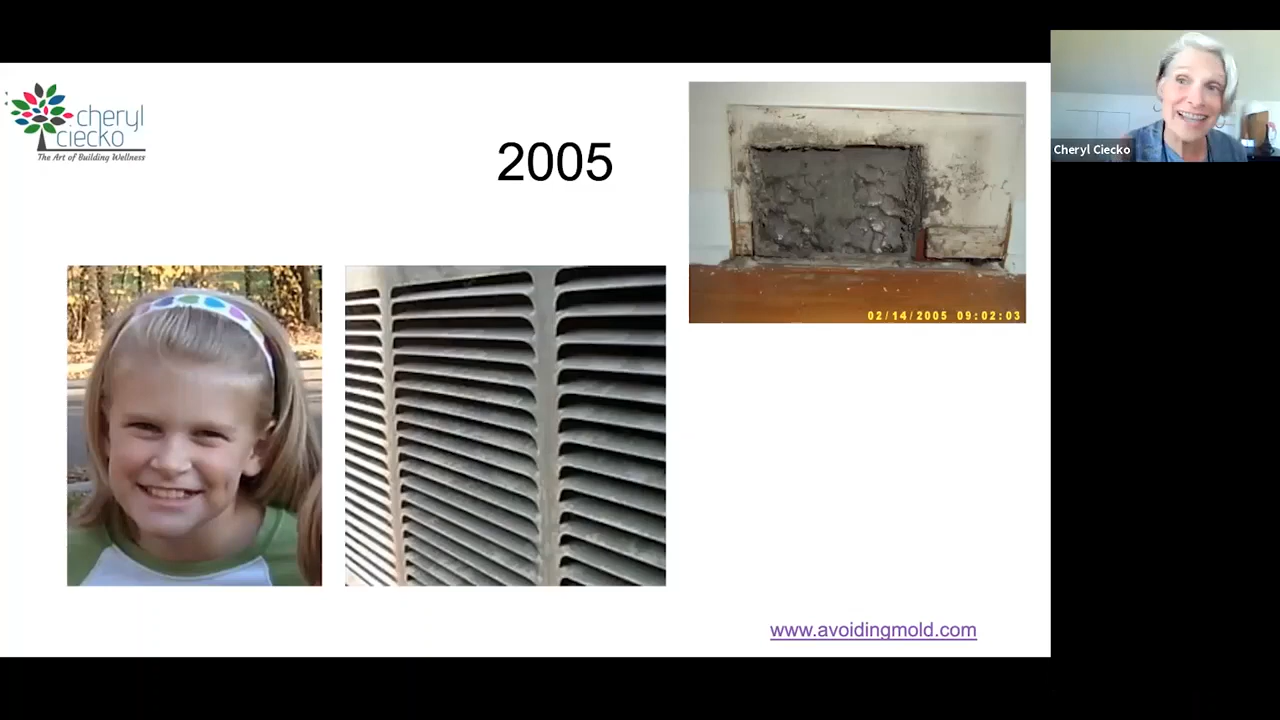 cheryl
ciecko
The Art of Building Wellness
2005
02/14/2005 09:02:03
Cheryl Ciecko
www.avoidingmold.com